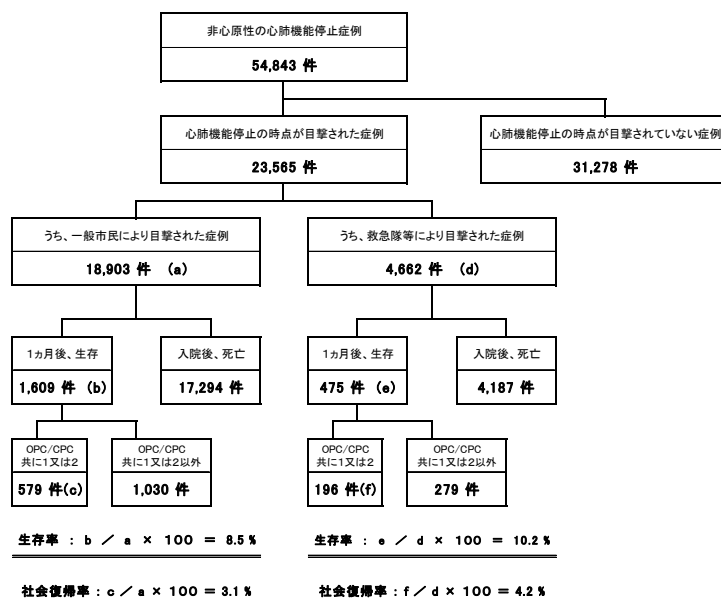 非心原性の心肺機能停止症例
54,843 件
心肺機能停止の時点が目撃された症例
23,565 件
心肺機能停止の時点が目撃されていない症例
31,278 件
うち、一般市民により目撃された症例
18,903 件 (a)
うち、救急隊等により目撃された症例
4,662 件 (d)
1ヵ月後、生存
1,609 件 (b)
入院後、死亡
17,294 件
1ヵ月後、生存
475 件 (e)
入院後、死亡
4,187 件
OPC/CPC
共に1又は2
579 件(c)
OPC/CPC
共に1又は2以外
1,030 件
OPC/CPC
共に1又は2
196 件(f)
OPC/CPC
共に1又は2以外
279 件
生存率 : b / a × 100 = 8.5 %
生存率 : e / d × 100 = 10.2 %
社会復帰率 : c / a × 100 = 3.1 %
社会復帰率 : f / d × 100 = 4.2 %